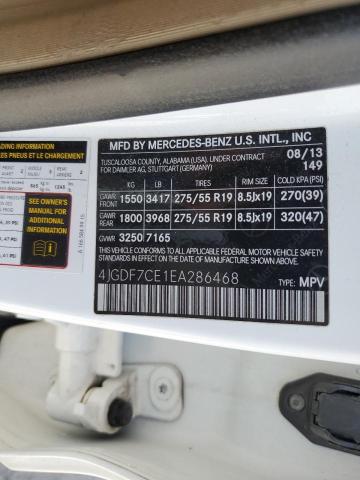 ADING INFORMATION
LES PNEUS ET LE CHARGEMENT
SEE OWNER'S
MANUAL FOR
ADDITIONAL
INFORMATION
MFD BY MERCEDES-BENZ U.S. INTL., INC
TUSCALOOSA COUNTY, ALABAMA (USA). UNDER CONTRACT
FOR DAIMLER AG, STUTTGART / GERMANY
08/13
149
LB TIRES RIM SIZE COLD KPA(PSI)
GAWR FRONT 1550 3417 275/55 R19 8.5Jx19 270(39)
GAWR REAR 1800 3968 275/55 R19 8.5Jx19 320(47)
GVWR 3250 7165
THIS VEHICLE CONFORMS TO ALL APPLICABLE FEDERAL MOTOR VEHICLE SAFETY
STANDARDS IN EFFECT ON THE DATE OF MANUFACTURE SHOWN ABOVE.
4JGDF7CE1EA286468
TYPE: MPV